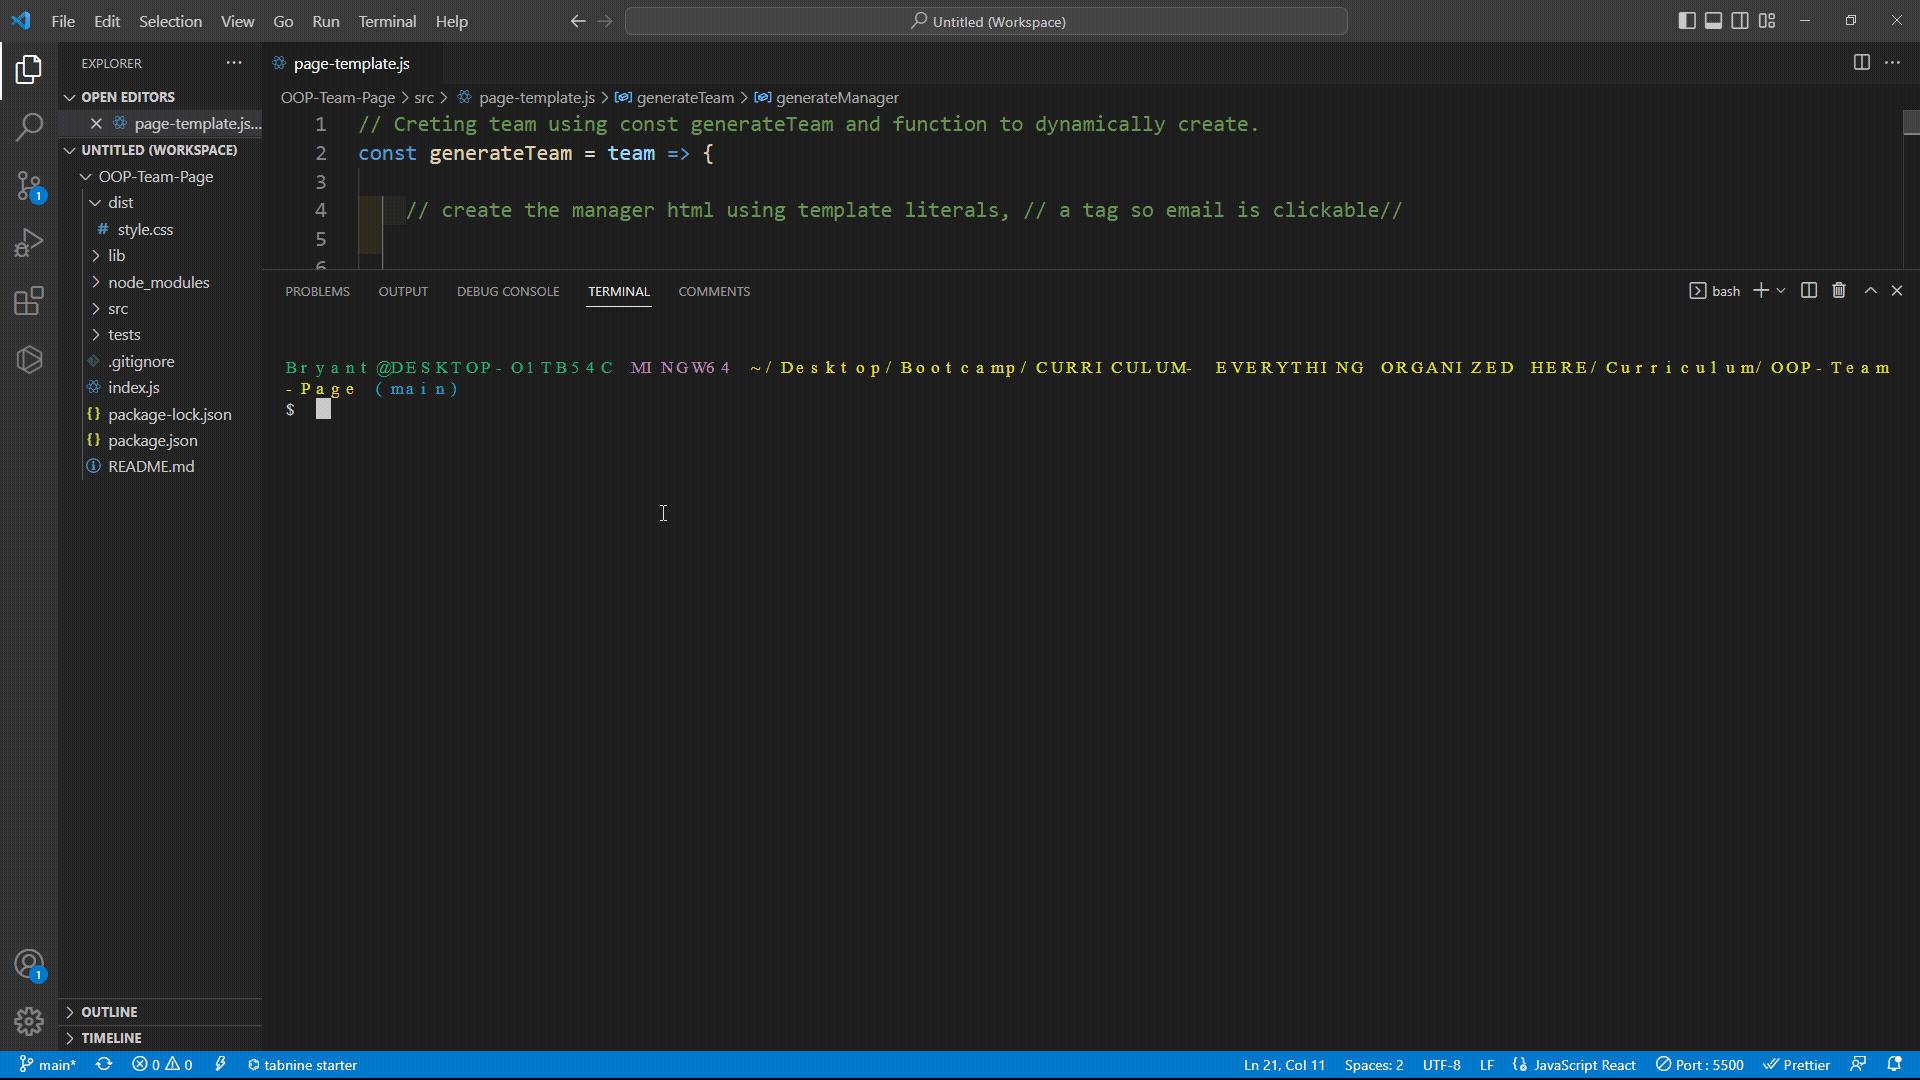 File Edit Selection View Go Run Terminal Help
Untitled (Workspace)
EXPLORER
OPEN EDITORS
page-template.js...
UNTITLED (WORKSPACE)
OOP-Team-Page
dist
# style.css
lib
node_modules
src
tests
.gitignore
index.js
{} package-lock.json
{} package.json
README.md
OUTLINE
TIMELINE
1
1
page-template.js
OOP-Team-Page > src > page-template.js > generateTeam > generateManager
1 // Creting team using const generateTeam and function to dynamically create.
2 const generateTeam = team => {
3
4 // create the manager html using template literals, // a tag so email is clickable//
5
6
PROBLEMS OUTPUT DEBUG CONSOLE TERMINAL COMMENTS
bash
Bryant@DESKTOP-O1TB54C MINGW64 ~/Desktop/Bootcamp/CURRICULUM- EVERYTHING ORGANIZED HERE/Curriculum/OOP-Team
-Page (main)
$
main* 0 0 tabnine starter Ln 21, Col 11 Spaces: 2 UTF-8 LF JavaScript React Port : 5500 Prettier